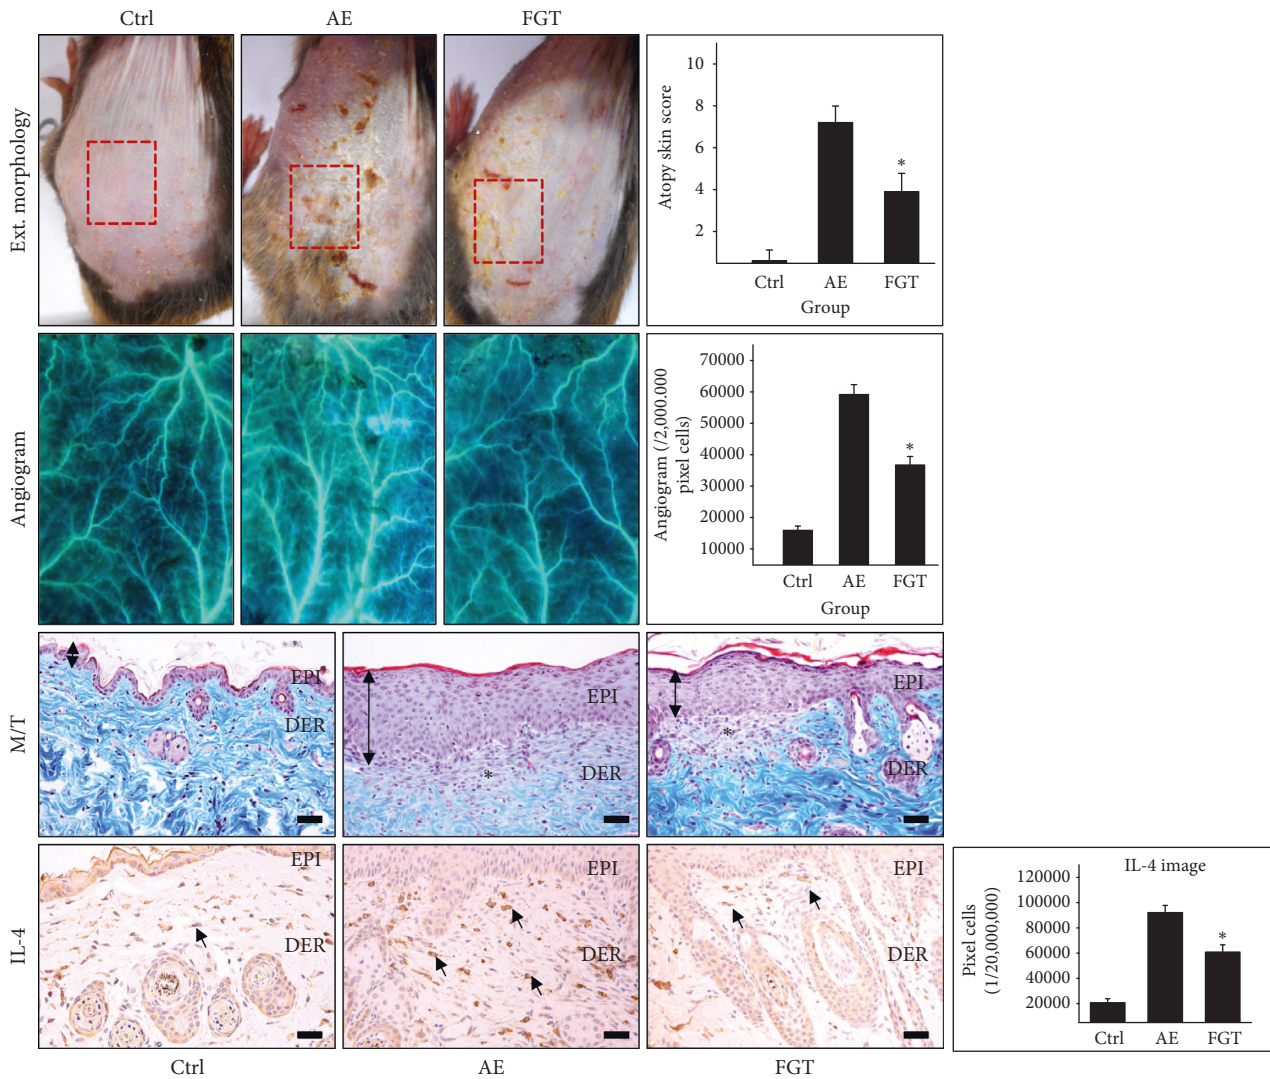 Ctrl
AE
FGT
Ext. morphology
Atopy skin score
10
8
6
4
2
*
Ctrl
AE
FGT
Group
Angiogram
Angiogram (/2,000.000
pixel cells)
70000
60000
50000
40000
30000
20000
10000
*
Ctrl
AE
FGT
Group
M/T
EPI
DER
EPI
DER
*
EPI
DER
*
IL-4
EPI
DER
EPI
DER
EPI
DER
IL-4 image
Pixel cells
(1/20,000,000)
120000
100000
80000
60000
40000
20000
*
Ctrl
AE
FGT
Ctrl
AE
FGT